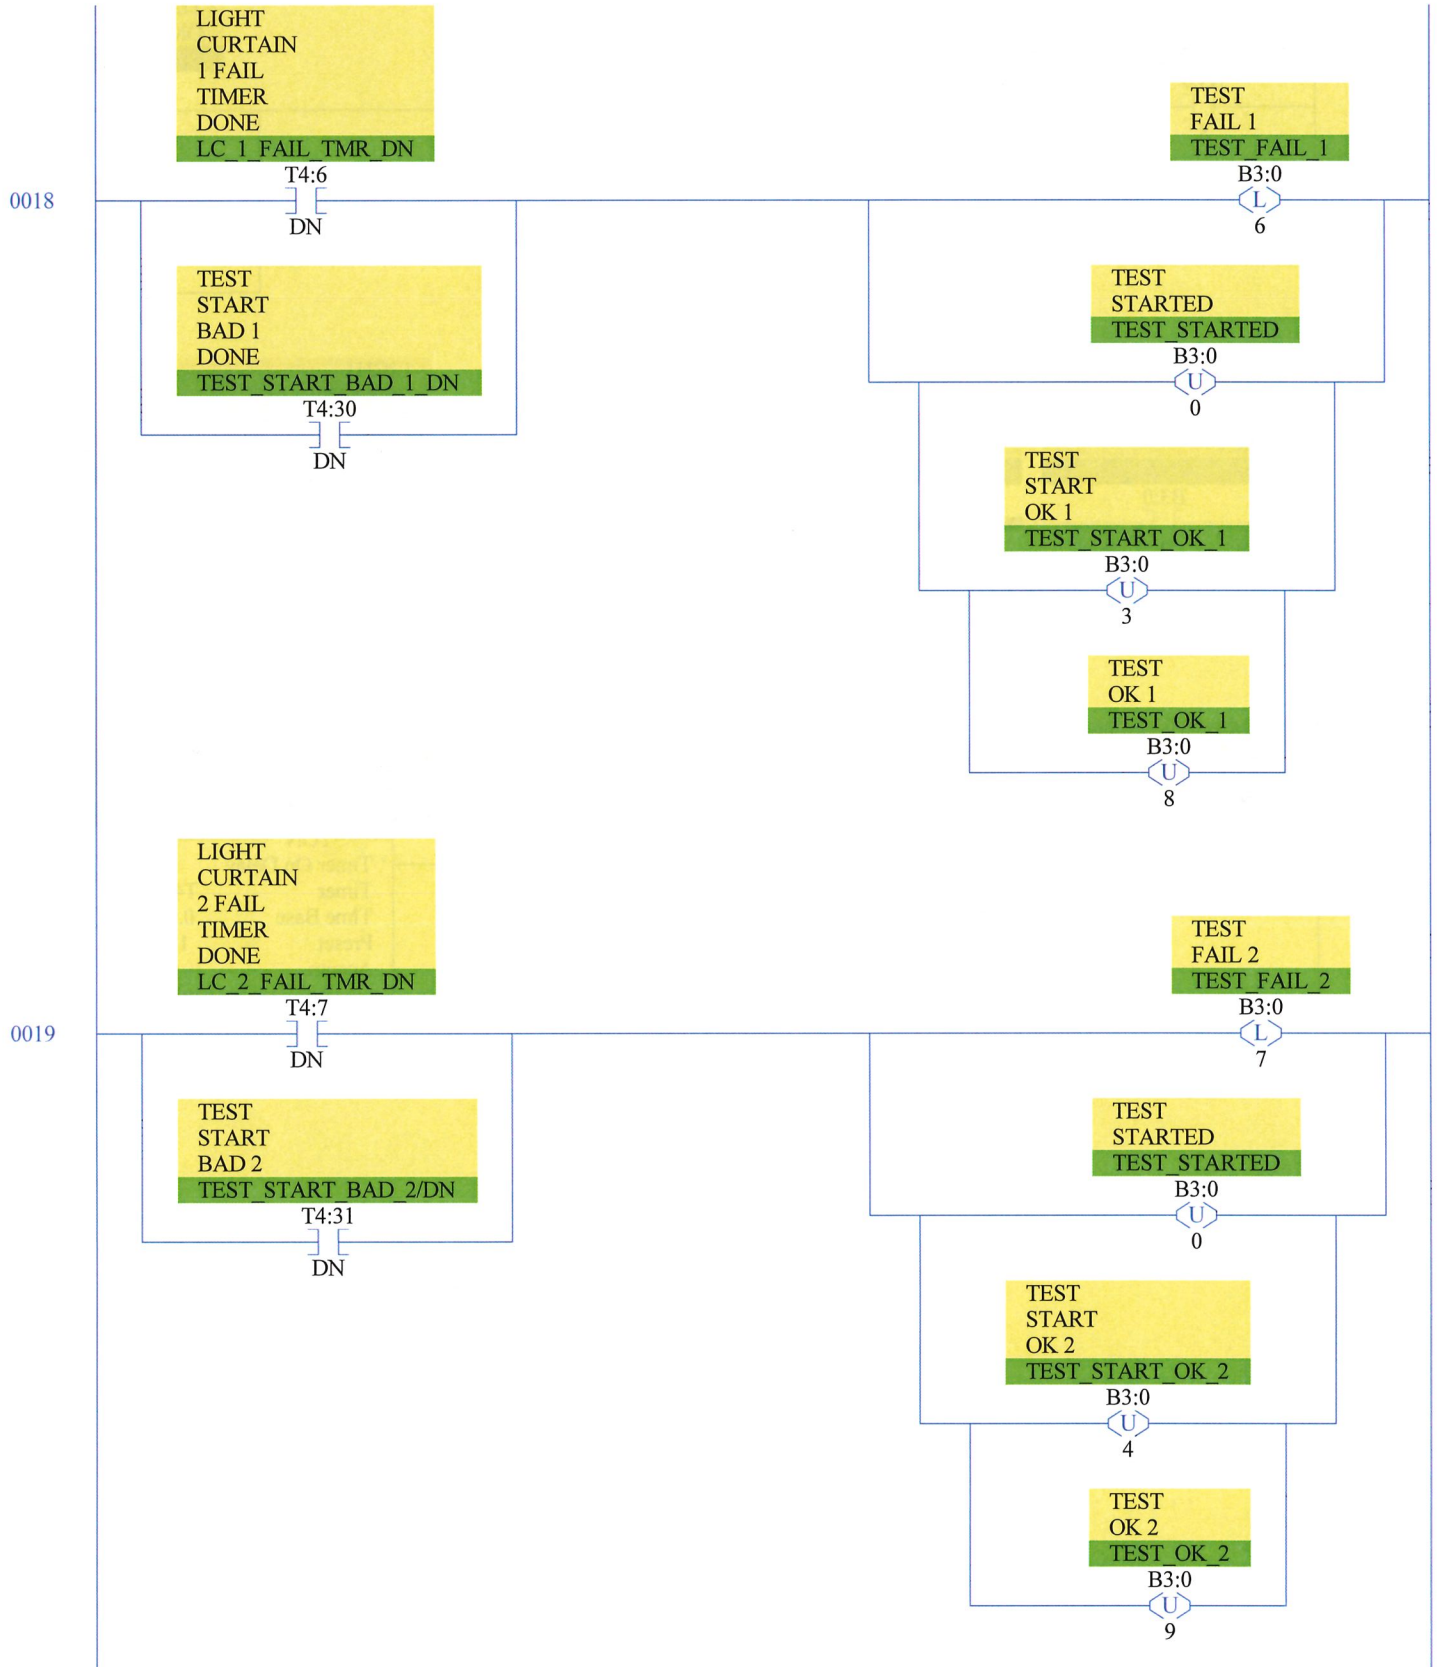 LIGHT
CURTAIN
1 FAIL
TIMER
DONE
LC_1_FAIL_TMR_DN
T4:6
DN
TEST
FAIL 1
TEST_FAIL_1
B3:0
L
6
0018
TEST
START
BAD 1
DONE
TEST_START_BAD_1_DN
T4:30
DN
TEST
STARTED
TEST_STARTED
B3:0
U
0
TEST
START
OK 1
TEST_START_OK_1
B3:0
U
3
TEST
OK 1
TEST_OK_1
B3:0
U
8
LIGHT
CURTAIN
2 FAIL
TIMER
DONE
LC_2_FAIL_TMR_DN
T4:7
DN
TEST
FAIL 2
TEST_FAIL_2
B3:0
L
7
0019
TEST
START
BAD 2
TEST_START_BAD_2/DN
T4:31
DN
TEST
STARTED
TEST_STARTED
B3:0
U
0
TEST
START
OK 2
TEST_START_OK_2
B3:0
U
4
TEST
OK 2
TEST_OK_2
B3:0
U
9